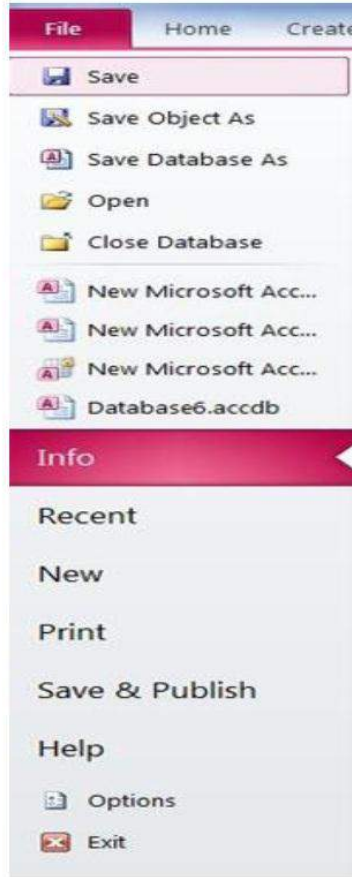 File Home Create
Save
Save Object As
Save Database As
Open
Close Database
New Microsoft Acc...
New Microsoft Acc...
New Microsoft Acc...
Database6.accdb
Info
Recent
New
Print
Save & Publish
Help
Options
Exit